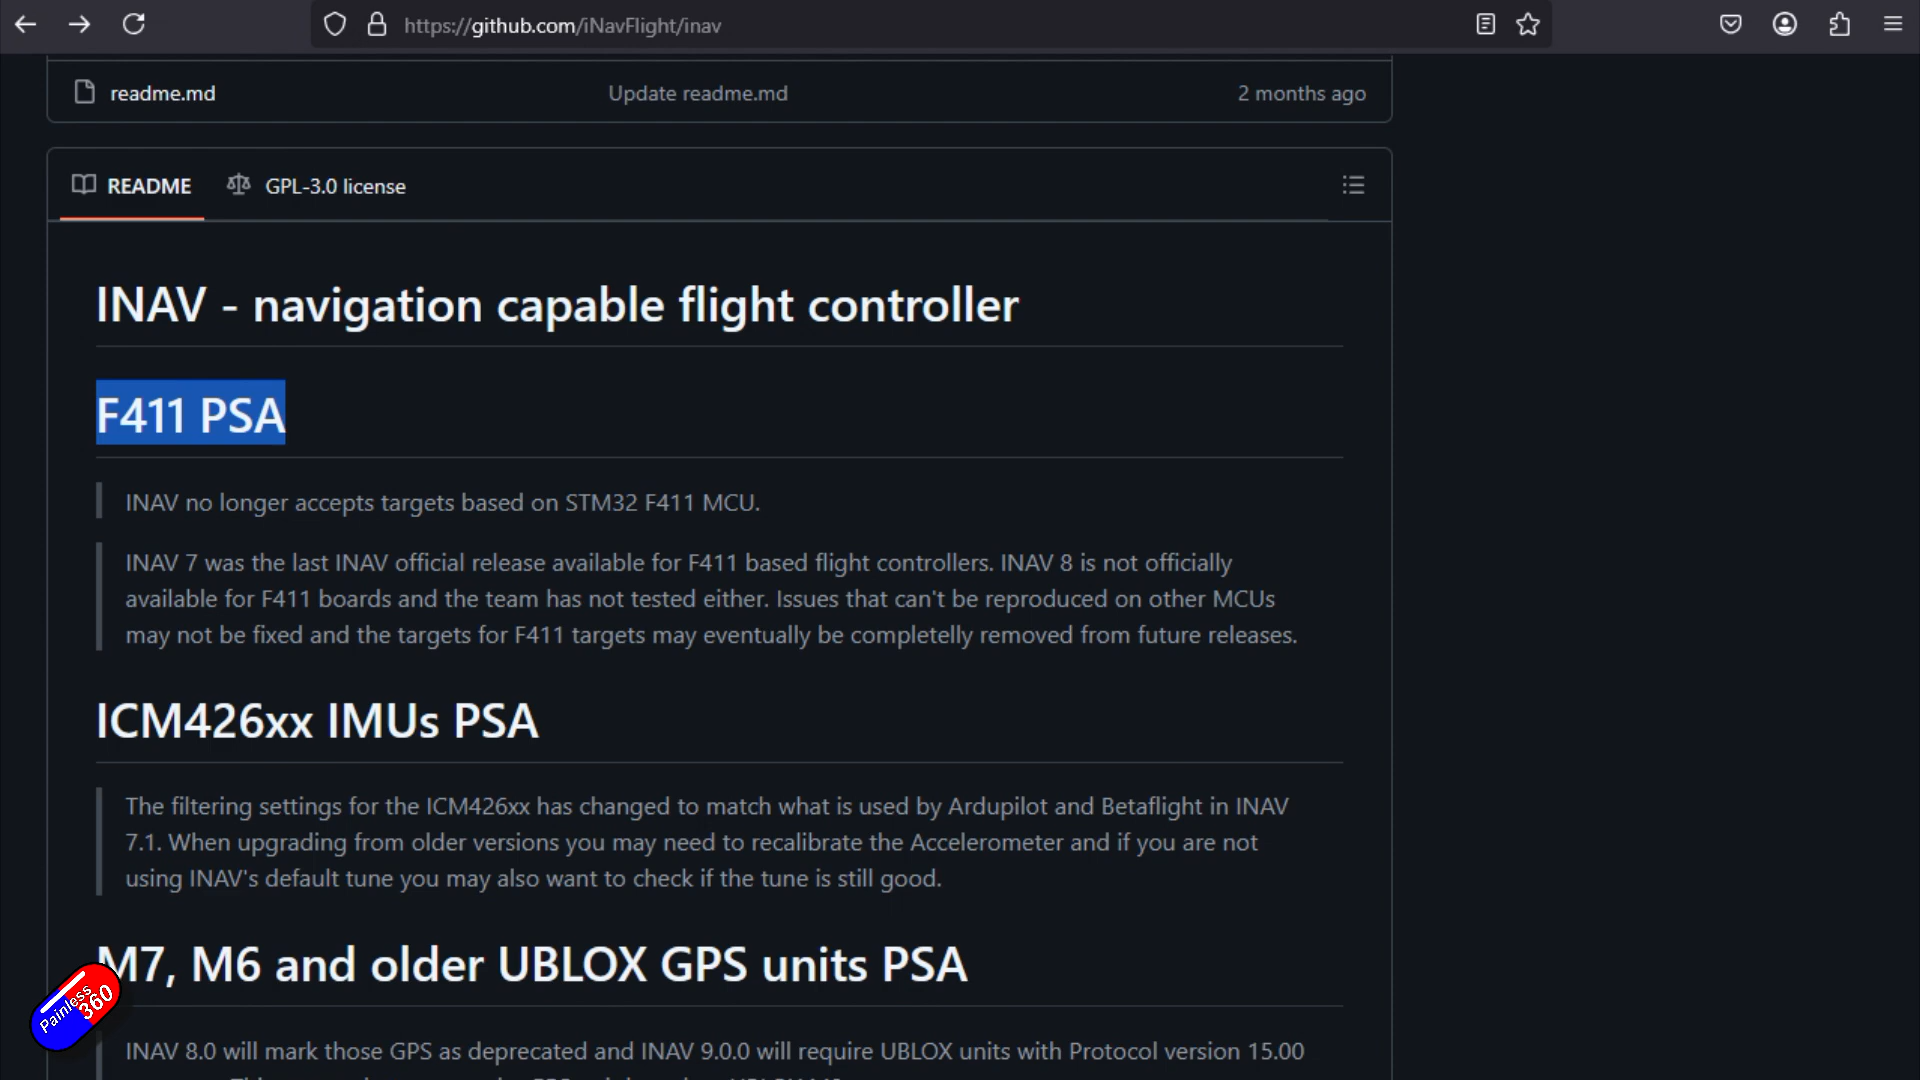 https://github.com/iNavFlight/inav
readme.md
Update readme.md
2 months ago
README
GPL-3.0 license
INAV - navigation capable flight controller
F411 PSA
INAV no longer accepts targets based on STM32 F411 MCU.
INAV 7 was the last INAV official release available for F411 based flight controllers. INAV 8 is not officially
available for F411 boards and the team has not tested either. Issues that can't be reproduced on other MCUs
may not be fixed and the targets for F411 targets may eventually be completelly removed from future releases.
ICM426xx IMUs PSA
The filtering settings for the ICM426xx has changed to match what is used by Ardupilot and Betaflight in INAV
7.1. When upgrading from older versions you may need to recalibrate the Accelerometer and if you are not
using INAV's default tune you may also want to check if the tune is still good.
M7, M6 and older UBLOX GPS units PSA
Painless
360
INAV 8.0 will mark those GPS as deprecated and INAV 9.0.0 will require UBLOX units with Protocol version 15.00